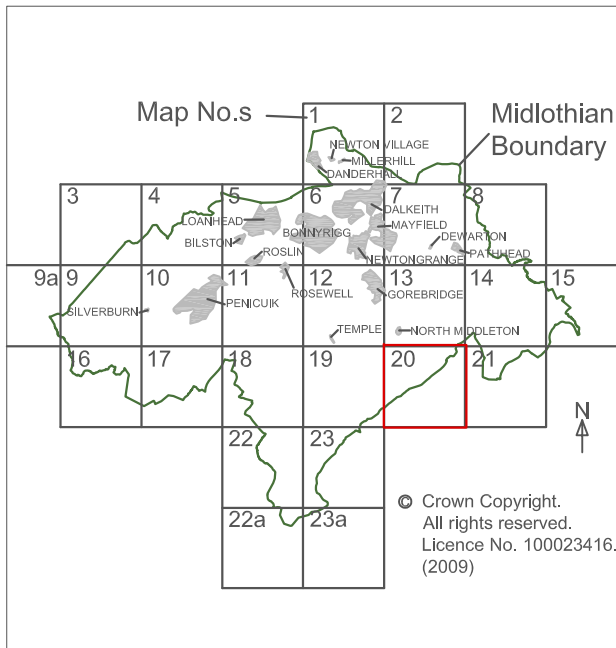 1
2
Map No.s
Midlothian
Boundary
NEWTON VILLAGE
MILLERHILL
DANDERHALL
3
4
5
6
7
8
DALKEITH
LOANHEAD
BONNYRIGG
MAYFIELD
BILSTON
DEWARTON
ROSLIN
NEWTONGRANGE
PATHHEAD
9a
9
10
11
12
13
14
15
ROSEWELL
GOREBRIDGE
PENICUIK
SILVERBURN
TEMPLE
NORTH MIDDLETON
16
17
18
19
20
21
N
22
23
© Crown Copyright.
All rights reserved.
Licence No. 100023416.
(2009)
22a
23a